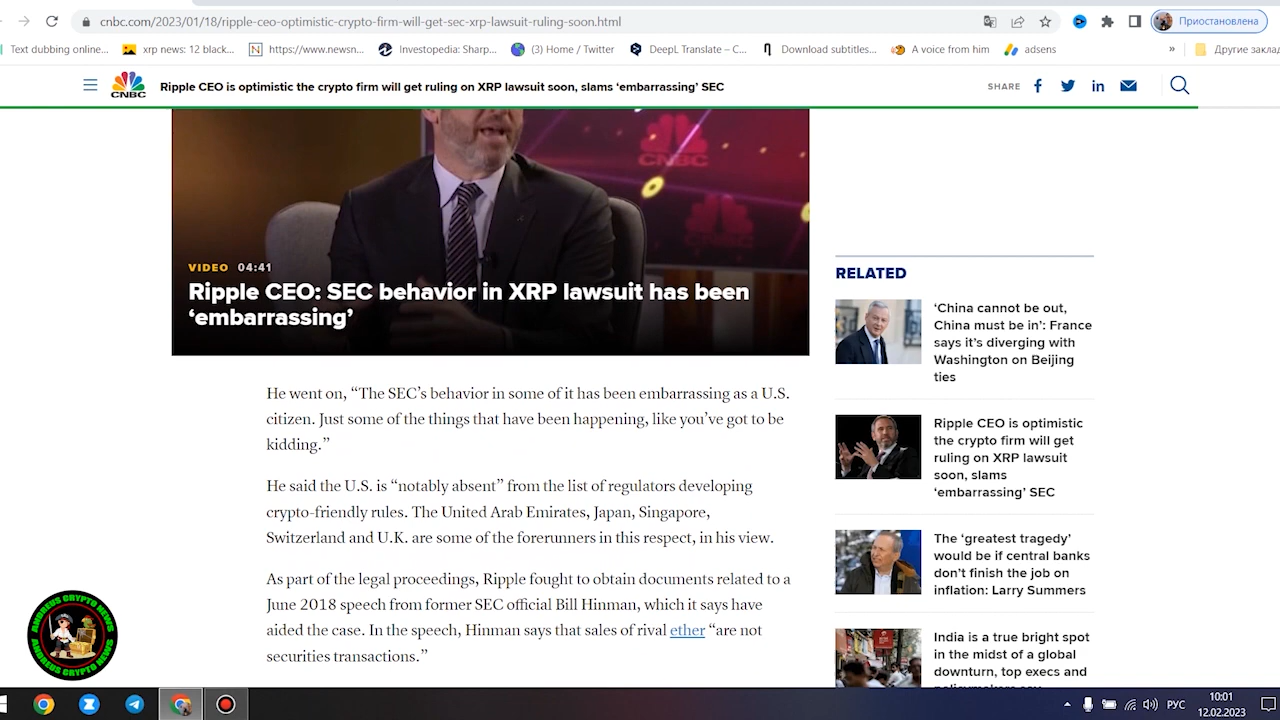 cnbc.com/2023/01/18/ripple-ceo-optimistic-crypto-firm-will-get-sec-xrp-lawsuit-ruling-soon.html
Приостановлена
Text dubbing online...
xrp news: 12 black...
https://www.newsn...
Investopedia: Sharp...
(3) Home / Twitter
DeepL Translate – C...
Download subtitles...
A voice from him
adsens
»
Другие закла
CNBC
Ripple CEO is optimistic the crypto firm will get ruling on XRP lawsuit soon, slams ‘embarrassing’ SEC
SHARE
CNBC
VIDEO 04:41
Ripple CEO: SEC behavior in XRP lawsuit has been
‘embarrassing’
He went on, “The SEC’s behavior in some of it has been embarrassing as a U.S.
citizen. Just some of the things that have been happening, like you’ve got to be
kidding.”
He said the U.S. is “notably absent” from the list of regulators developing
crypto-friendly rules. The United Arab Emirates, Japan, Singapore,
Switzerland and U.K. are some of the forerunners in this respect, in his view.
As part of the legal proceedings, Ripple fought to obtain documents related to a
June 2018 speech from former SEC official Bill Hinman, which it says have
aided the case. In the speech, Hinman says that sales of rival ether “are not
securities transactions.”
RELATED
‘China cannot be out,
China must be in’: France
says it’s diverging with
Washington on Beijing
ties
Ripple CEO is optimistic
the crypto firm will get
ruling on XRP lawsuit
soon, slams
‘embarrassing’ SEC
The ‘greatest tragedy’
would be if central banks
don’t finish the job on
inflation: Larry Summers
India is a true bright spot
in the midst of a global
downturn, top execs and
ANDREUS CRYPTO NEWS
ANDREUS CRYPTO NEWS
РУС
10:01
12.02.2023